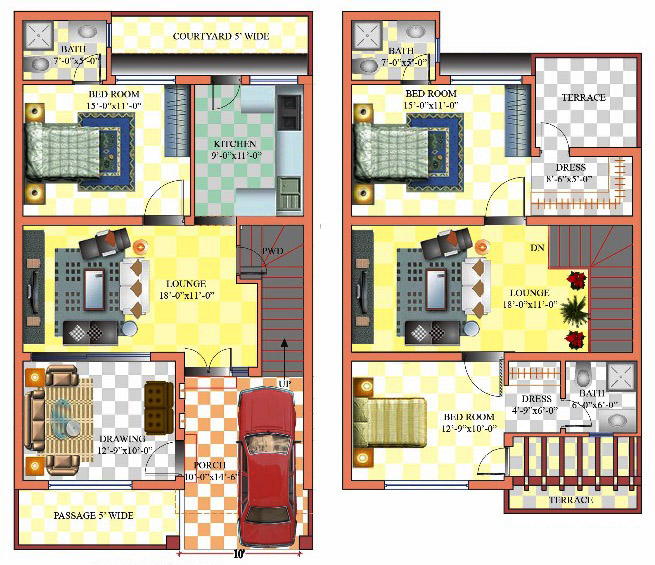 COURTYARD 5' WIDE
BATH
7'-0"x5'-0"
BED ROOM
15'-0"x11'-0"
KITCHEN
9'-0"x11'-0"
PWD
LOUNGE
18'-0"x11'-0"
UP
DRAWING
12'-9"x10'-0"
PORCH
10'-0"x14'-6"
PASSAGE 5' WIDE
10'
BATH
7'-0"x5'-0"
BED ROOM
15'-0"x11'-0"
TERRACE
DRESS
8'-6"x5'-0"
DN
LOUNGE
18'-0"x11'-0"
BED ROOM
12'-9"x10'-0"
DRESS
4'-9"x6'-0"
BATH
6'-0"x6'-0"
TERRACE